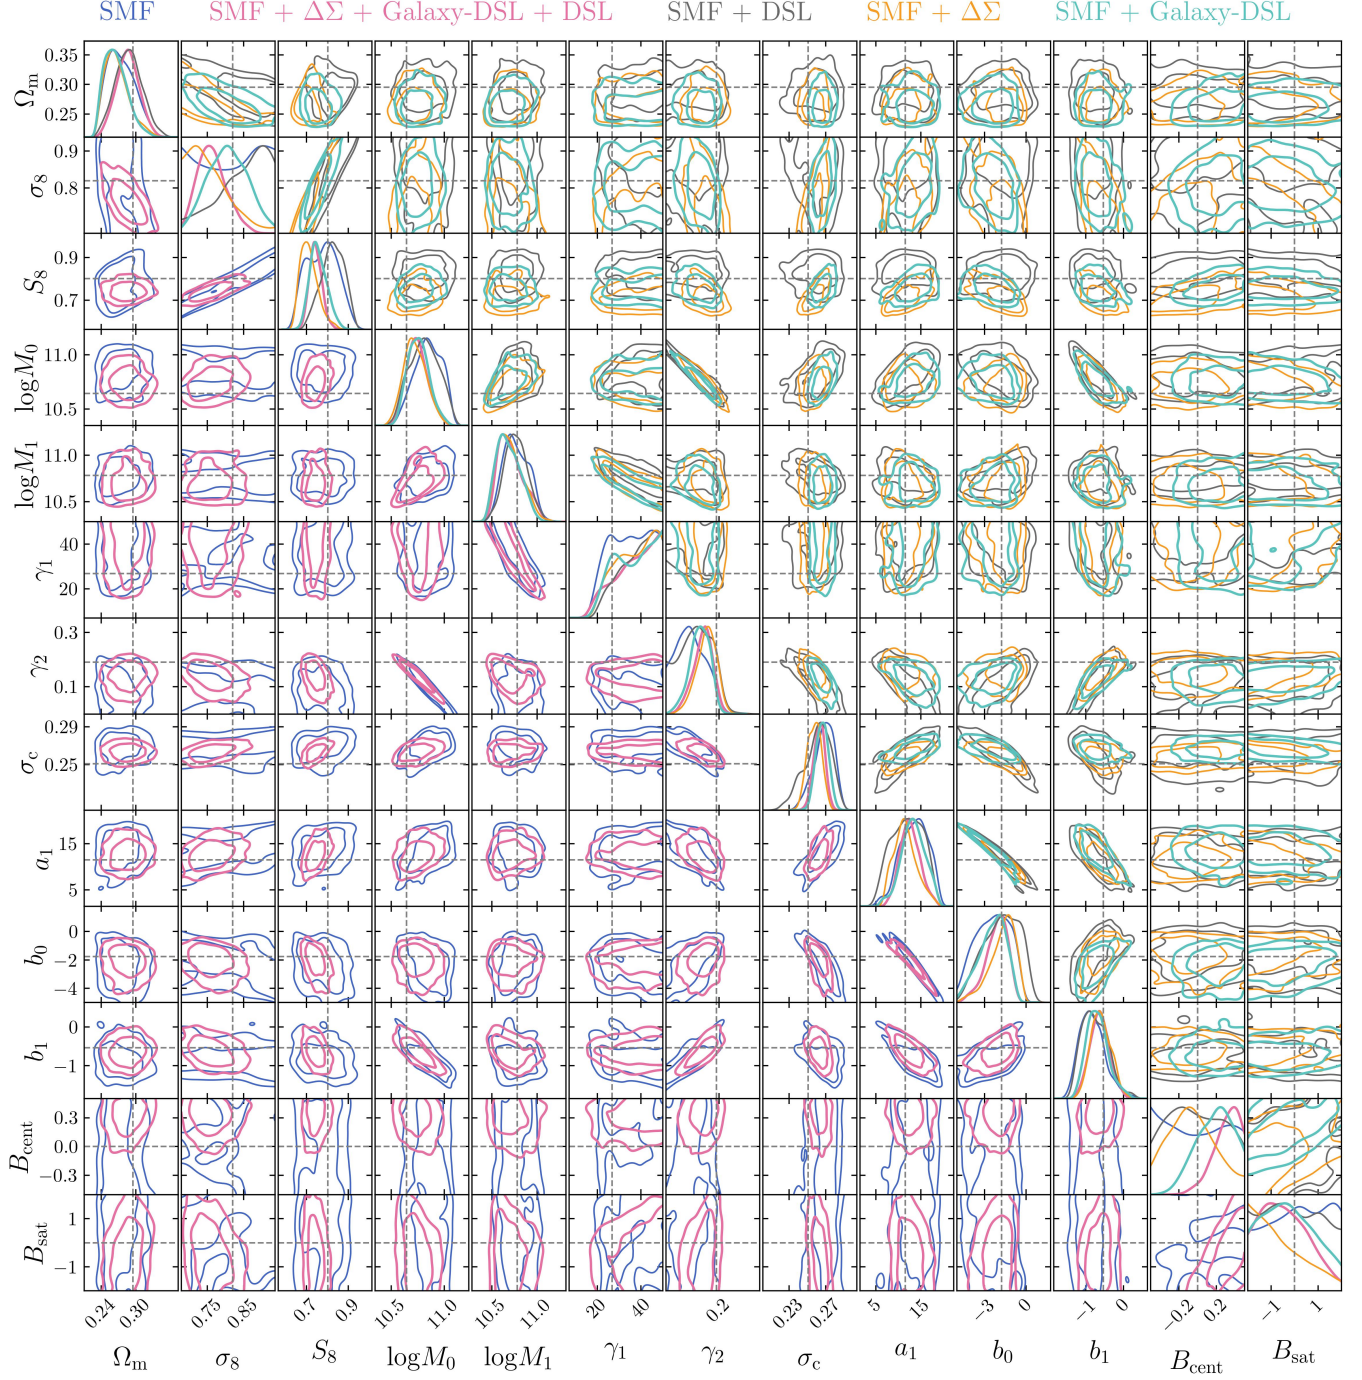 SMF SMF + ΔΣ + Galaxy-DSL + DSL SMF + DSL SMF + ΔΣ SMF + Galaxy-DSL
Ωm 0.35 0.30 0.25
σ8 0.9 0.8
S8 0.9 0.7
logM0 11.0 10.5
logM1 11.0 10.5
γ1 40 20
γ2 0.3 0.1
σc 0.29 0.25
a1 15 5
b0 0 −2 −4
b1 0 −1
Bcent 0.3 0.0 −0.3
Bsat 1 −1
0.24 0.30 0.75 0.85 0.7 0.9 10.5 11.0 10.5 11.0 20 40 0.2 0.23 0.27 5 15 −3 0 −1 0 −0.2 0.2 −1 1
Ωm σ8 S8 logM0 logM1 γ1 γ2 σc a1 b0 b1 Bcent Bsat